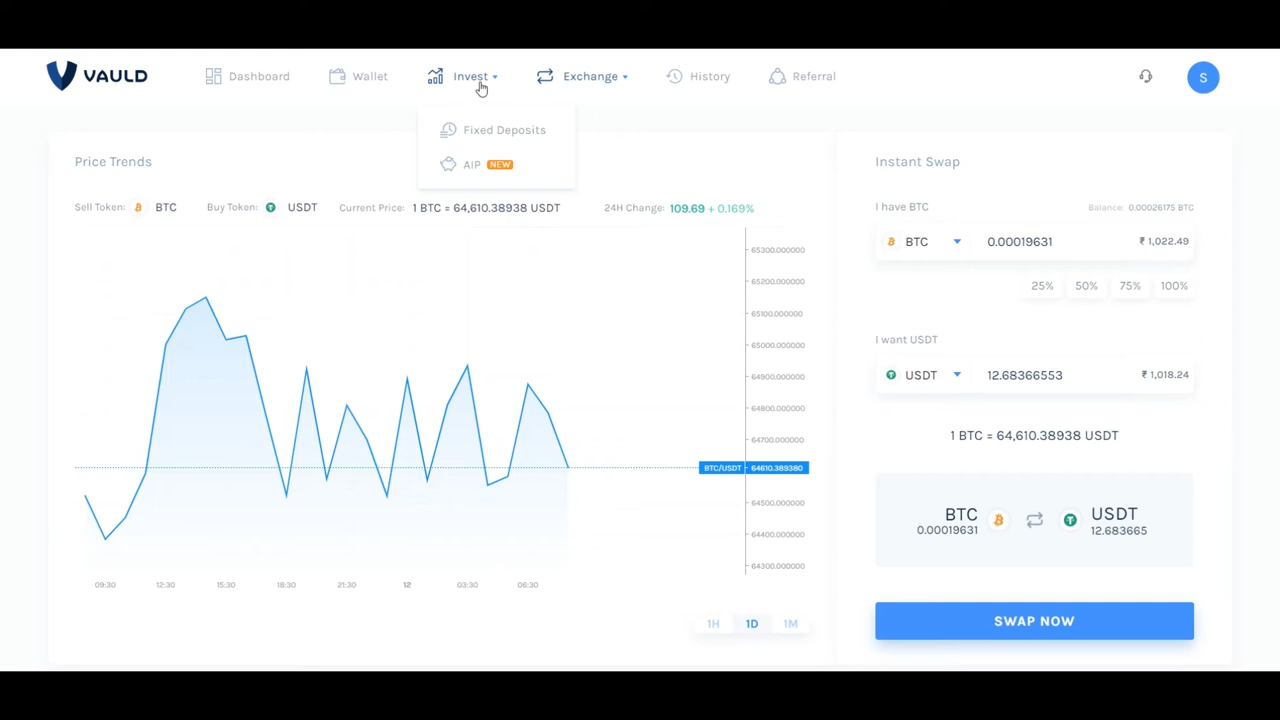 VAULD
Dashboard
Wallet
Invest
Exchange
History
Referral
S
Fixed Deposits
AIP NEW
Price Trends
Sell Token: BTC Buy Token: USDT Current Price: 1 BTC = 64,610.38938 USDT 24H Change: 109.69 + 0.169%
65300.000000
65200.000000
65100.000000
65000.000000
64900.000000
64800.000000
64700.000000
BTC/USDT 64610.389380
64500.000000
64400.000000
64300.000000
09:30 12:30 15:30 18:30 21:30 12 03:30 06:30
1H 1D 1M
Instant Swap
I have BTC Balance: 0.00026175 BTC
BTC 0.00019631 ₹ 1,022.49
25% 50% 75% 100%
I want USDT
USDT 12.68366553 ₹ 1,018.24
1 BTC = 64,610.38938 USDT
BTC USDT
0.00019631 12.683665
SWAP NOW